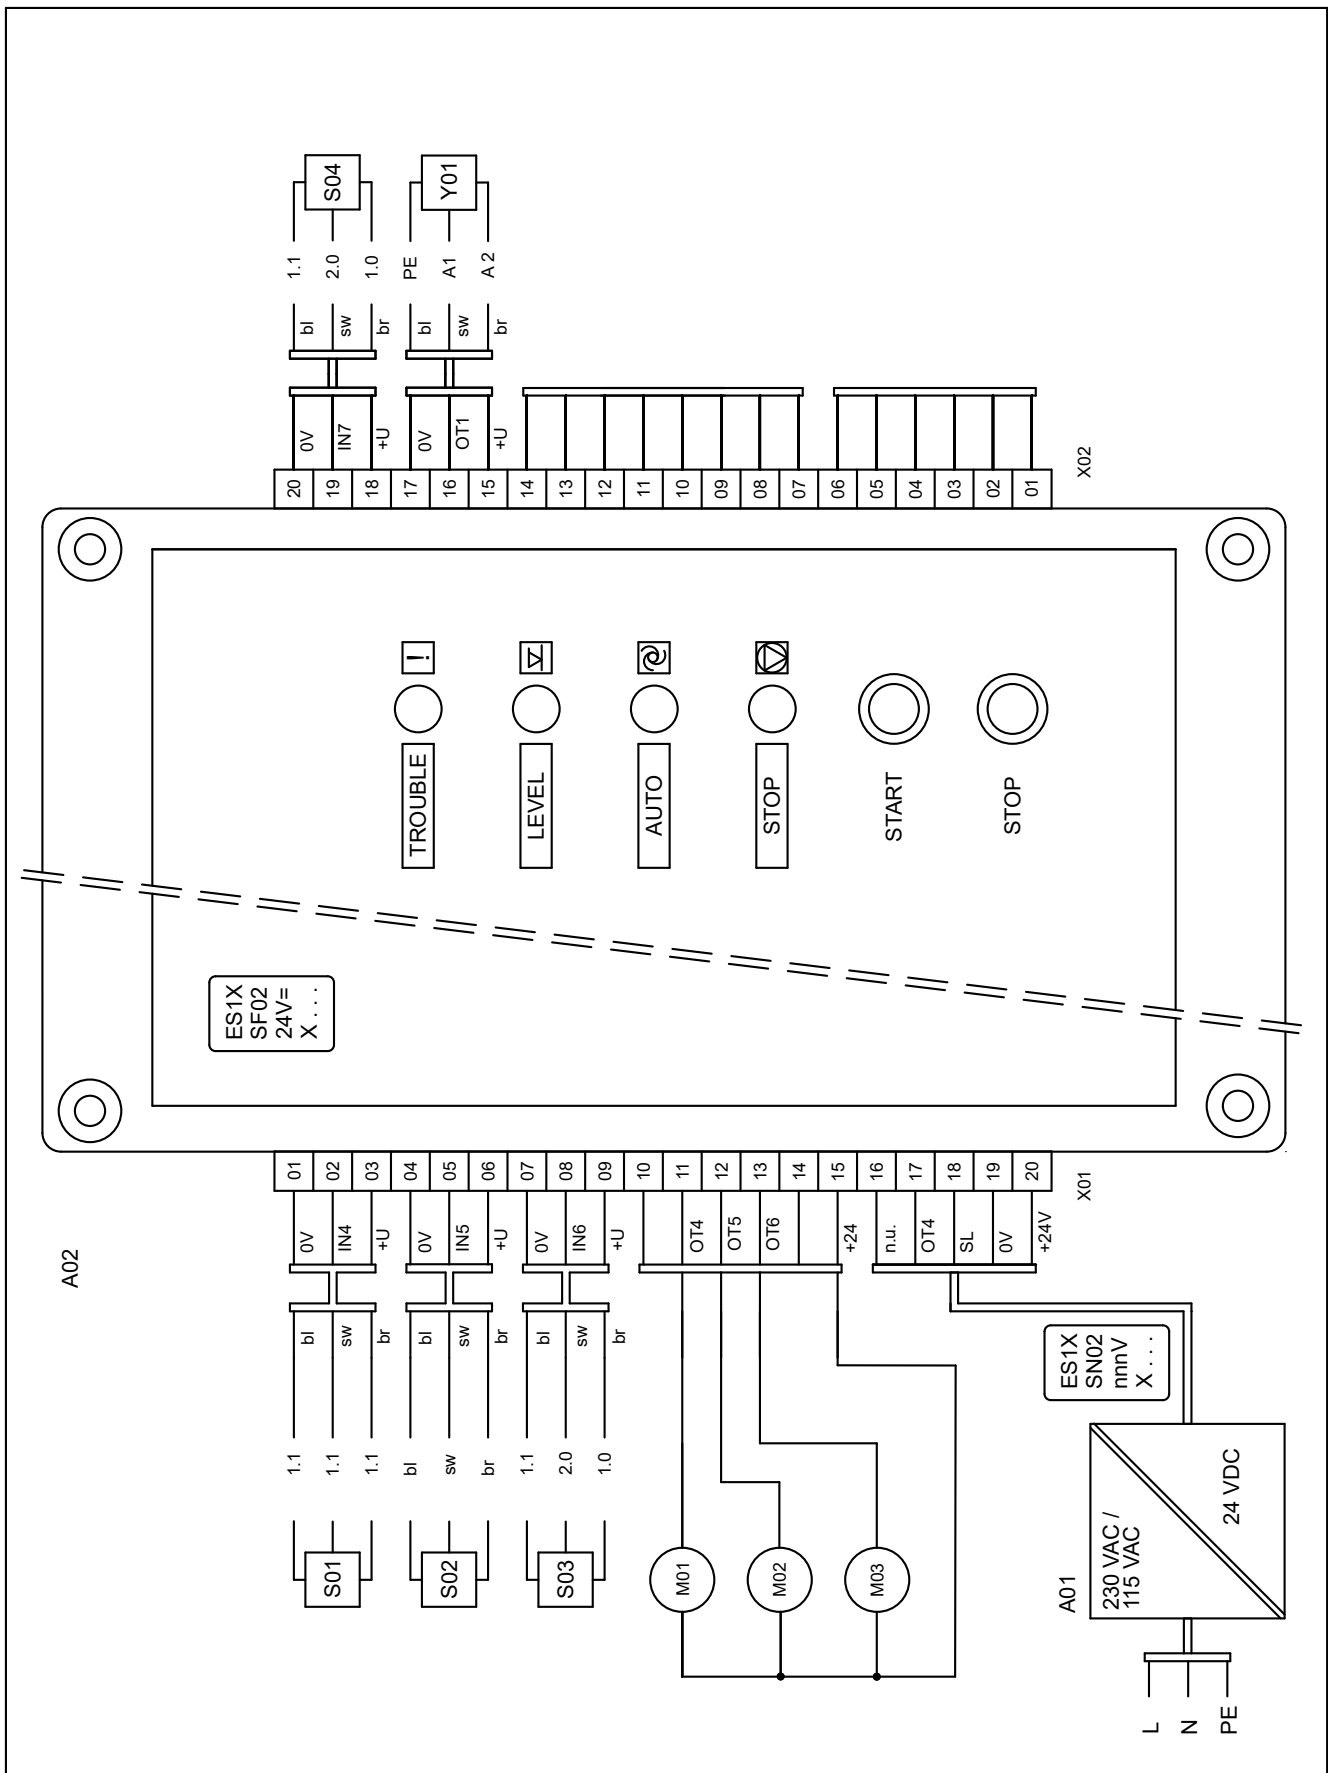 A02
ES1X
SF02
24V=
X . . . .
TROUBLE
!
LEVEL
AUTO
STOP
START
STOP
X01
01 0V bl 1.1
02 IN4 sw 1.1
03 +U br 1.1
S01
04 0V bl bl
05 IN5 sw sw
06 +U br br
S02
07 0V bl 1.1
08 IN6 sw 2.0
09 +U br 1.0
S03
10
11 OT4
12 OT5
13 OT6
14
15 +24
M01
M02
M03
16 n.u.
17 OT4
18 SL
19 0V
20 +24V
ES1X
SN02
nnnV
X . . . .
A01
230 VAC /
115 VAC
24 VDC
L
N
PE
X02
20 0V bl 1.1
19 IN7 sw 2.0
18 +U br 1.0
S04
17 0V bl PE
16 OT1 sw A1
15 +U br A 2
Y01
14
13
12
11
10
09
08
07
06
05
04
03
02
01